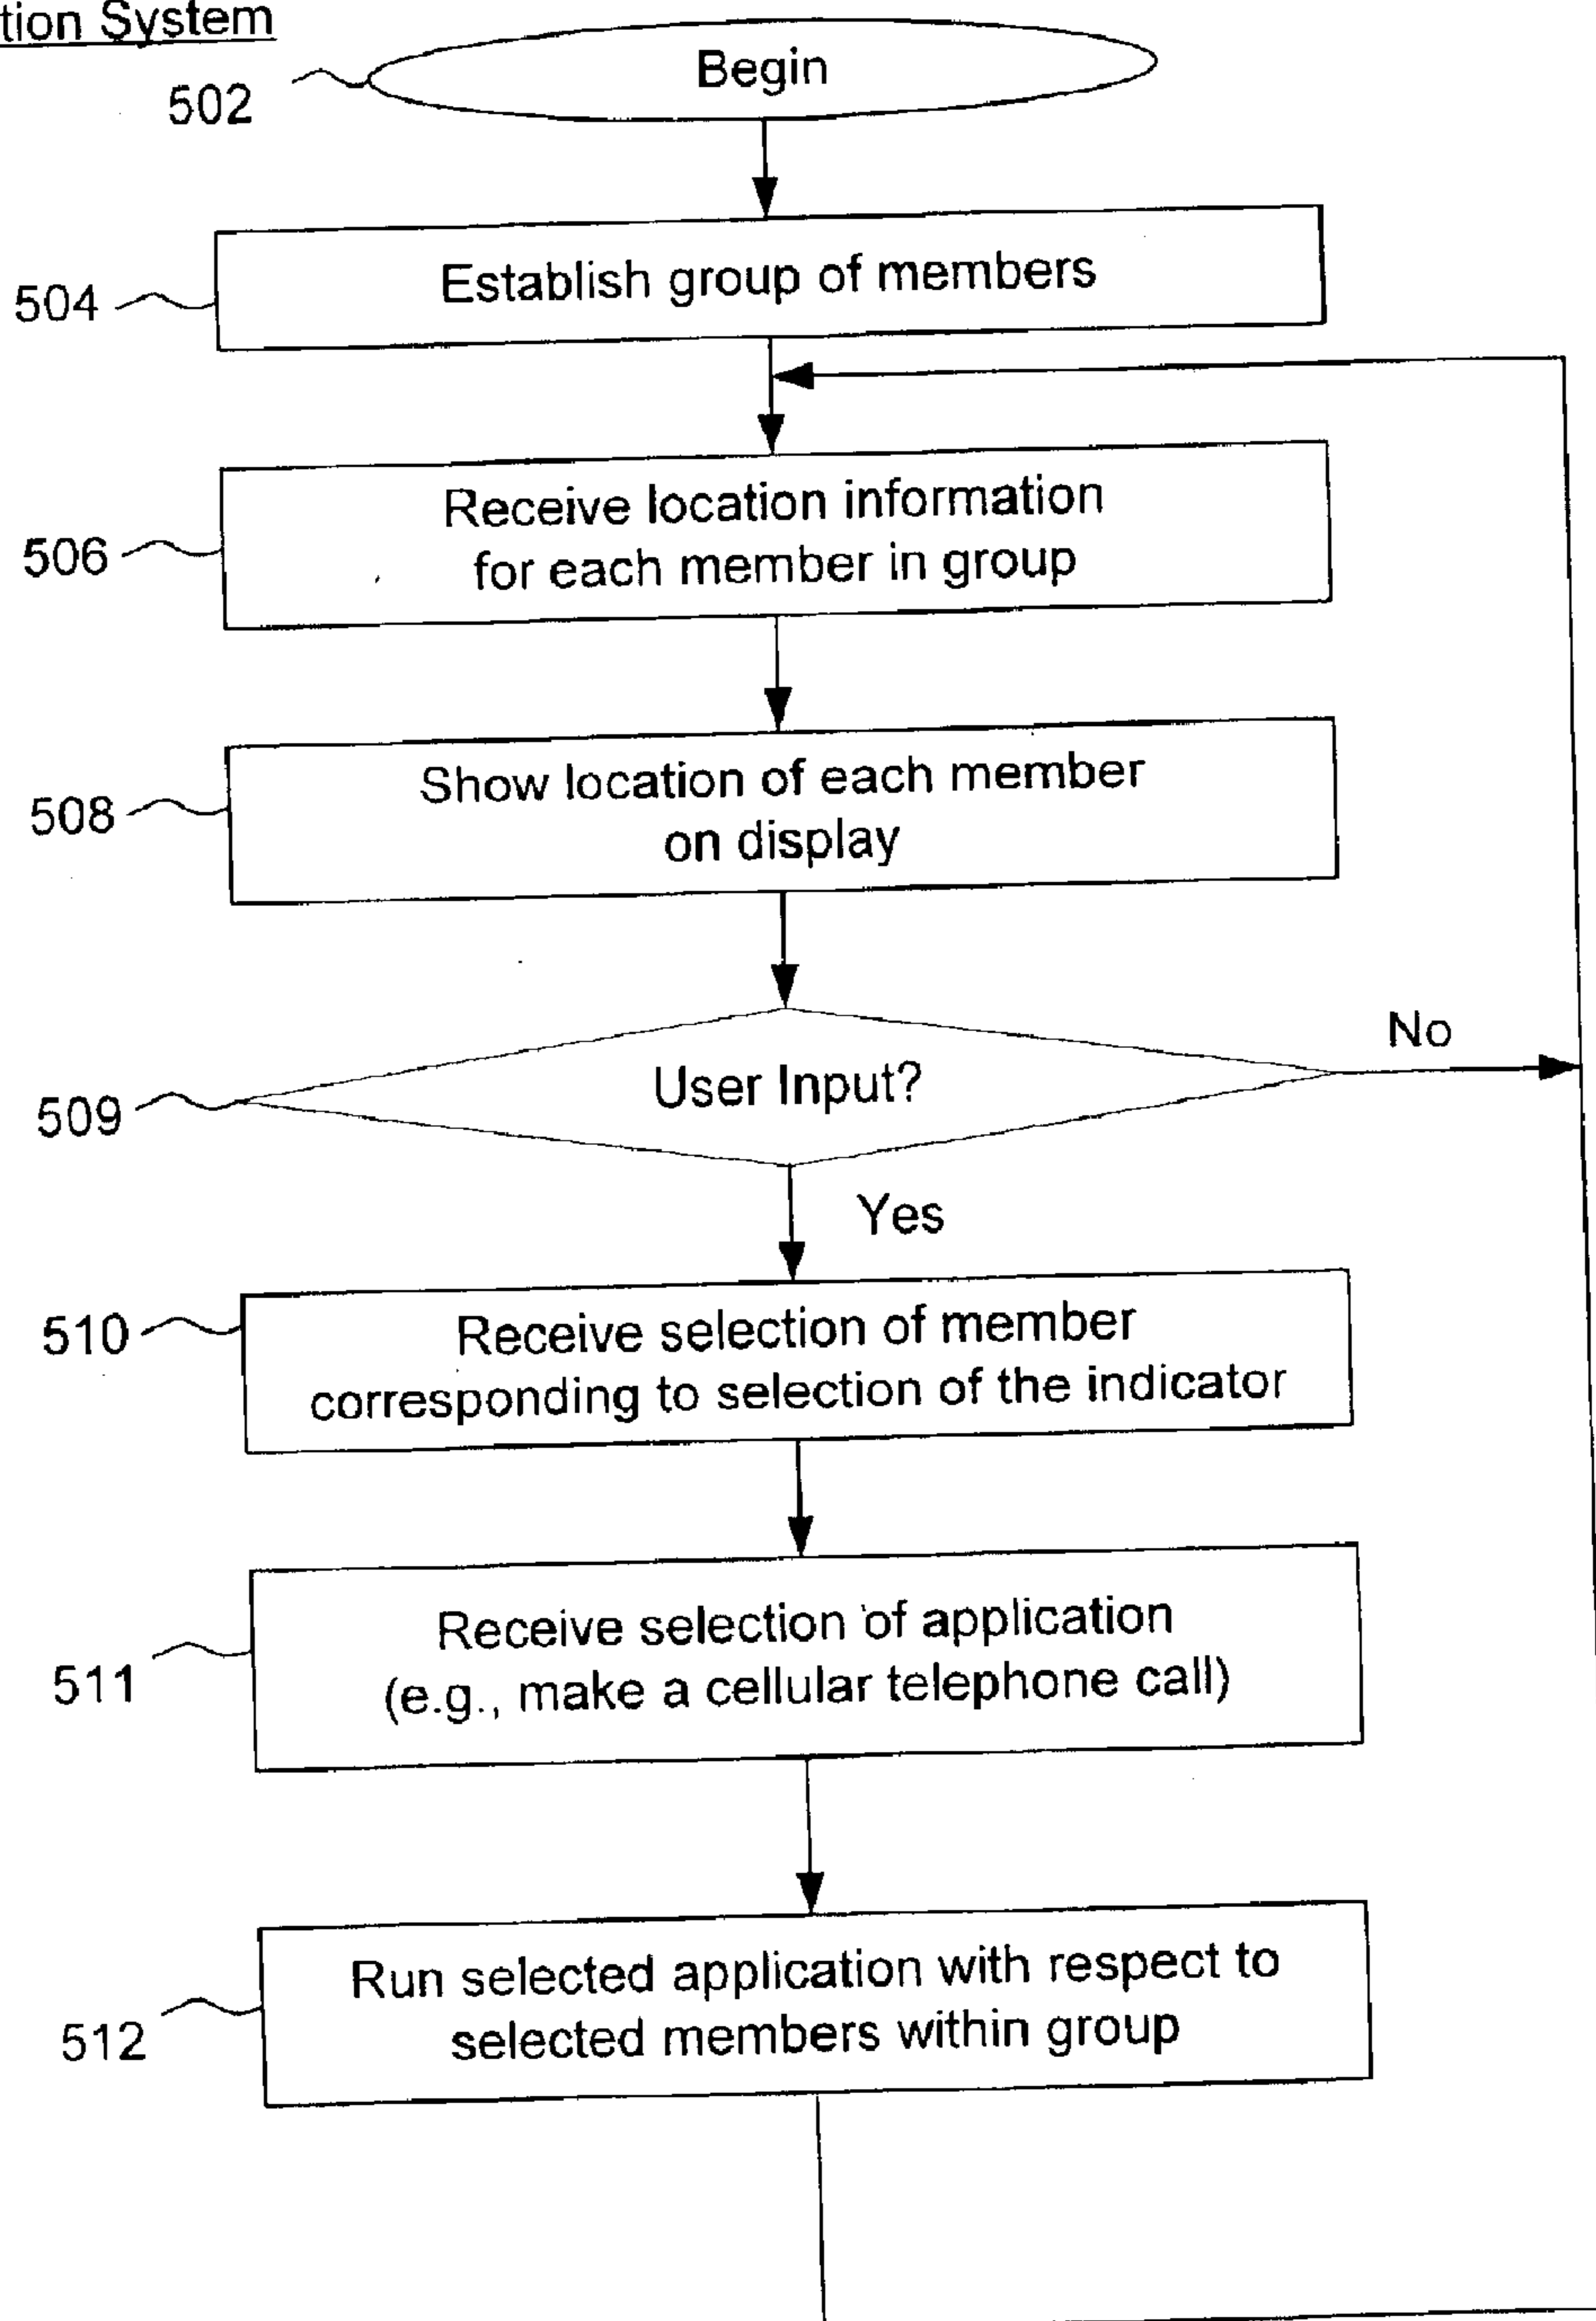 tion System
Begin
502
Establish group of members
504
Receive location information
for each member in group
506
Show location of each member
on display
508
User Input?
No
509
Yes
Receive selection of member
corresponding to selection of the indicator
510
Receive selection of application
(e.g., make a cellular telephone call)
511
Run selected application with respect to
selected members within group
512